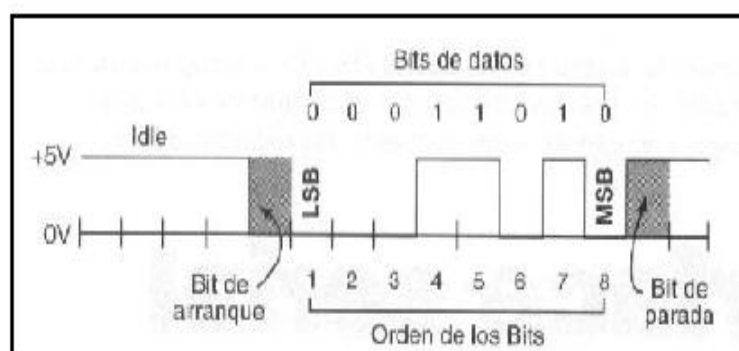 Bits de datos
0 0 0 1 1 0 1 0
Idle
+5V
LSB
MSB
0V
1 2 3 4 5 6 7 8
Bit de
arranque
Bit de
parada
Orden de los Bits